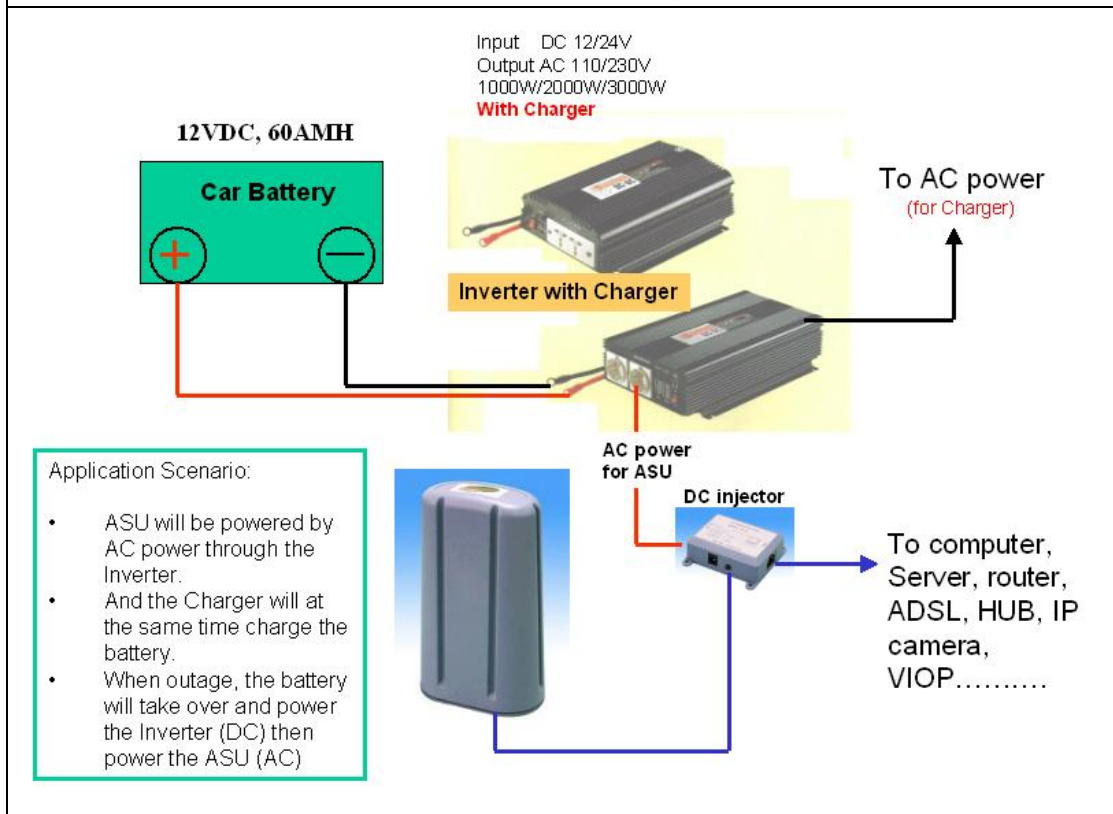 Input DC 12/24V
Output AC 110/230V
1000W/2000W/3000W
With Charger
12VDC, 60AMH
Car Battery
+
—
To AC power
(for Charger)
Inverter with Charger
AC power
for ASU
DC injector
Application Scenario:
• ASU will be powered by
AC power through the
Inverter.
• And the Charger will at
the same time charge the
battery.
• When outage, the battery
will take over and power
the Inverter (DC) then
power the ASU (AC)
To computer,
Server, router,
ADSL, HUB, IP
camera,
VIOP..........